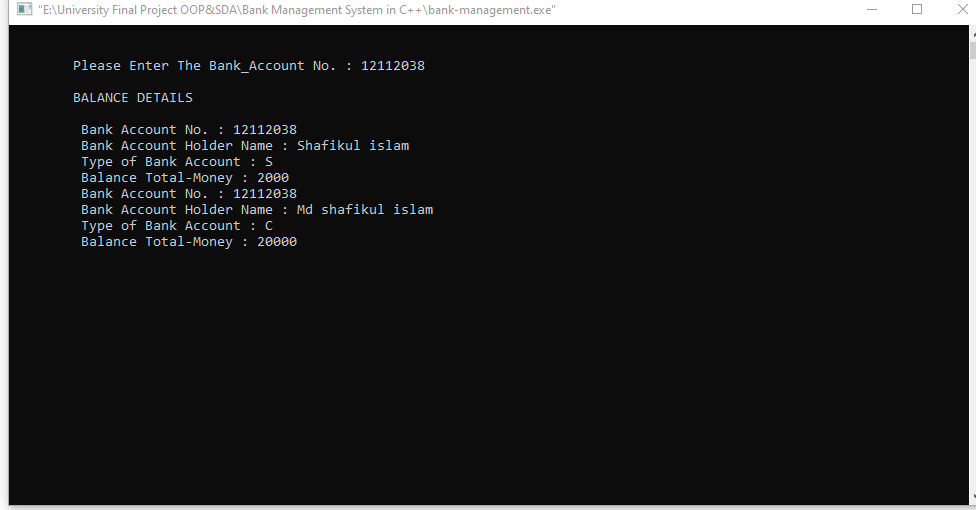 "E:\University Final Project OOP&SDA\Bank Management System in C++\bank-management.exe"
Please Enter The Bank_Account No. : 12112038
BALANCE DETAILS
Bank Account No. : 12112038
Bank Account Holder Name : Shafikul islam
Type of Bank Account : S
Balance Total-Money : 2000
Bank Account No. : 12112038
Bank Account Holder Name : Md shafikul islam
Type of Bank Account : C
Balance Total-Money : 20000